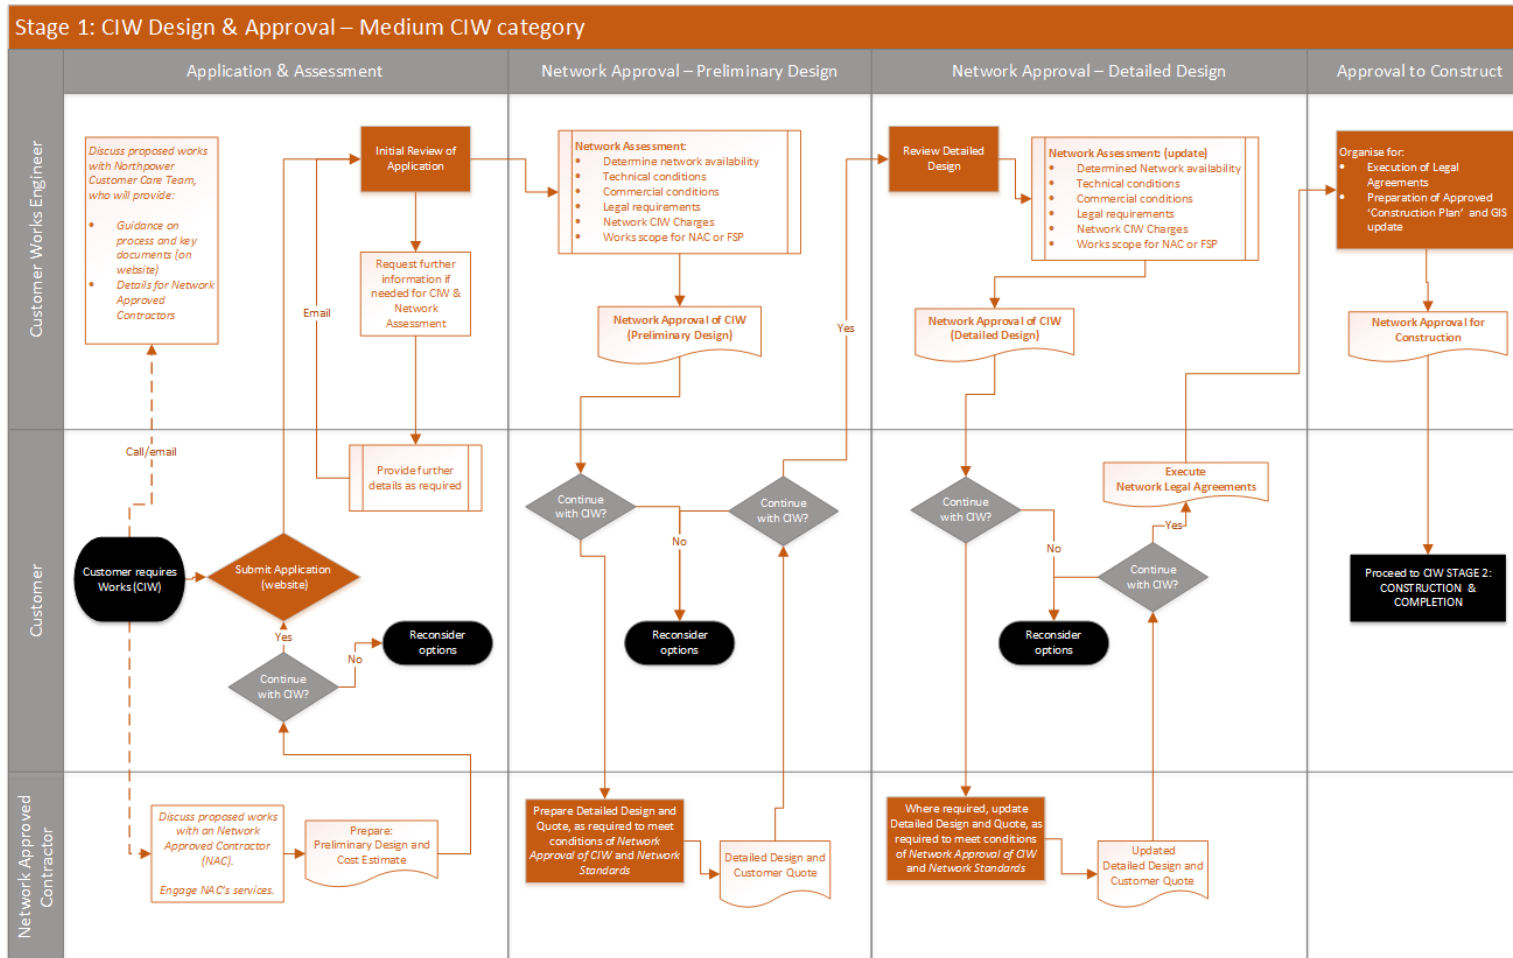 Stage 1: CIW Design & Approval – Medium CIW category
Application & Assessment
Network Approval – Preliminary Design
Network Approval – Detailed Design
Approval to Construct
Customer Works Engineer
Discuss proposed works
with Northpower
Customer Care Team,
who will provide:
• Guidance on
process and key
documents (on
website)
• Details for Network
Approved
Contractors
Initial Review of
Application
Request further
information if
needed for CIW &
Network
Assessment
Email
Network Assessment:
• Determine network availability
• Technical conditions
• Commercial conditions
• Legal requirements
• Network CIW Charges
• Works scope for NAC or FSP
Network Approval of CIW
(Preliminary Design)
Yes
Review Detailed
Design
Network Assessment: (update)
• Determined Network availability
• Technical conditions
• Commercial conditions
• Legal requirements
• Network CIW Charges
• Works scope for NAC or FSP
Network Approval of CIW
(Detailed Design)
Organise for:
• Execution of Legal
Agreements
• Preparation of Approved
‘Construction Plan’ and GIS
update
Network Approval for
Construction
Customer
Call/email
Provide further
details as required
Customer requires
Works (CIW)
Submit Application
(website)
Yes
Continue
with CIW?
No
Reconsider
options
Continue
with CIW?
No
Continue
with CIW?
Reconsider
options
Continue
with CIW?
No
Execute
Network Legal Agreements
Yes
Continue
with CIW?
Reconsider
options
Proceed to CIW STAGE 2:
CONSTRUCTION &
COMPLETION
Network Approved
Contractor
Discuss proposed works
with an Network
Approved Contractor
(NAC).
Engage NAC's services.
Prepare:
Preliminary Design and
Cost Estimate
Prepare Detailed Design and
Quote, as required to meet
conditions of Network
Approval of CIW and Network
Standards
Detailed Design and
Customer Quote
Where required, update
Detailed Design and Quote, as
required to meet conditions
of Network Approval of CIW
and Network Standards
Updated
Detailed Design and
Customer Quote